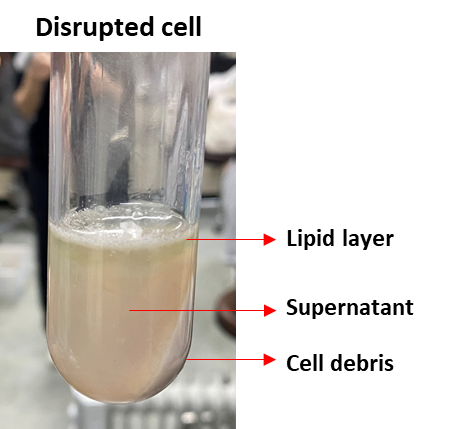 Disrupted cell
Lipid layer
Supernatant
Cell debris